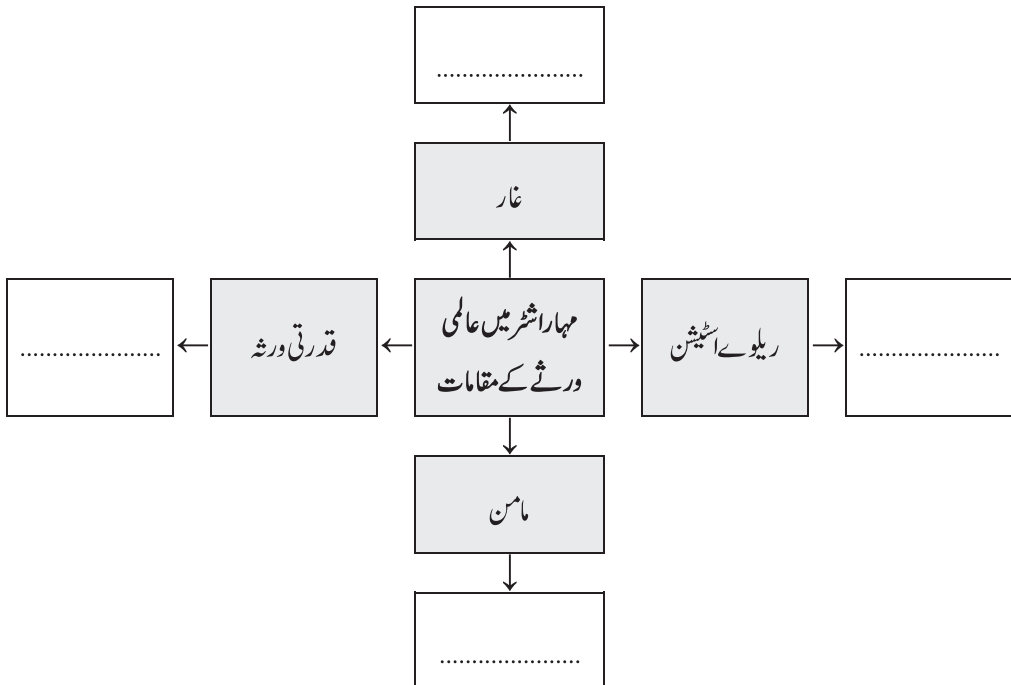 ........................
غار
مہاراشٹر میں عالمی
ورثے کے مقامات
ریلوے اسٹیشن
......................
قدرتی ورثہ
......................
مامن
......................